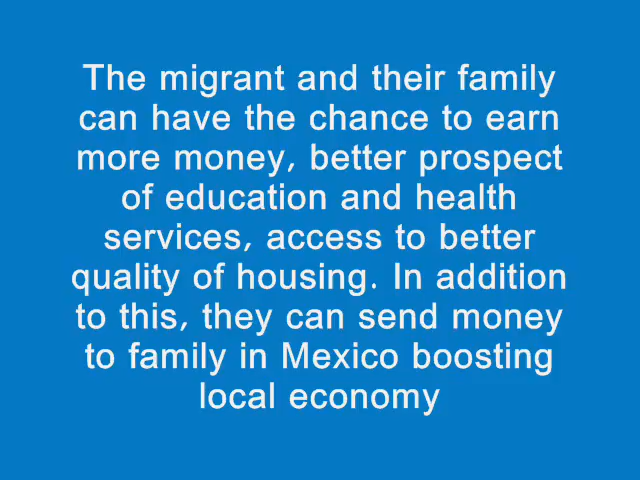 The migrant and their family
can have the chance to earn
more money, better prospect
of education and health
services, access to better
quality of housing. In addition
to this, they can send money
to family in Mexico boosting
local economy